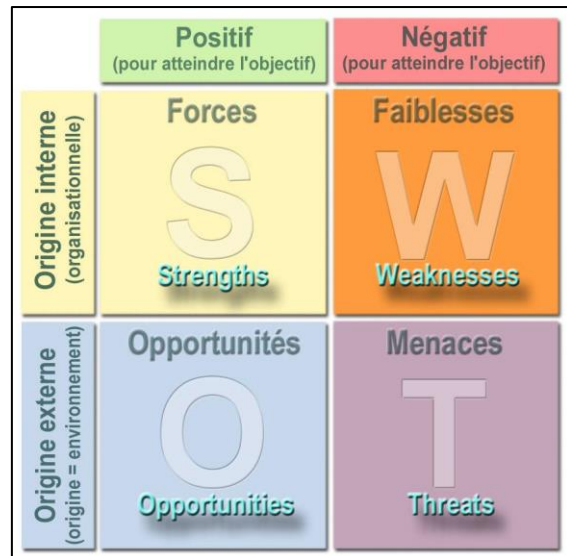 Positif
(pour atteindre l'objectif)
Négatif
(pour atteindre l'objectif)
Origine interne
(organisationnelle)
Forces
S
Strengths
Faiblesses
W
Weaknesses
Origine externe
(origine = environnement)
Opportunités
O
Opportunities
Menaces
T
Threats